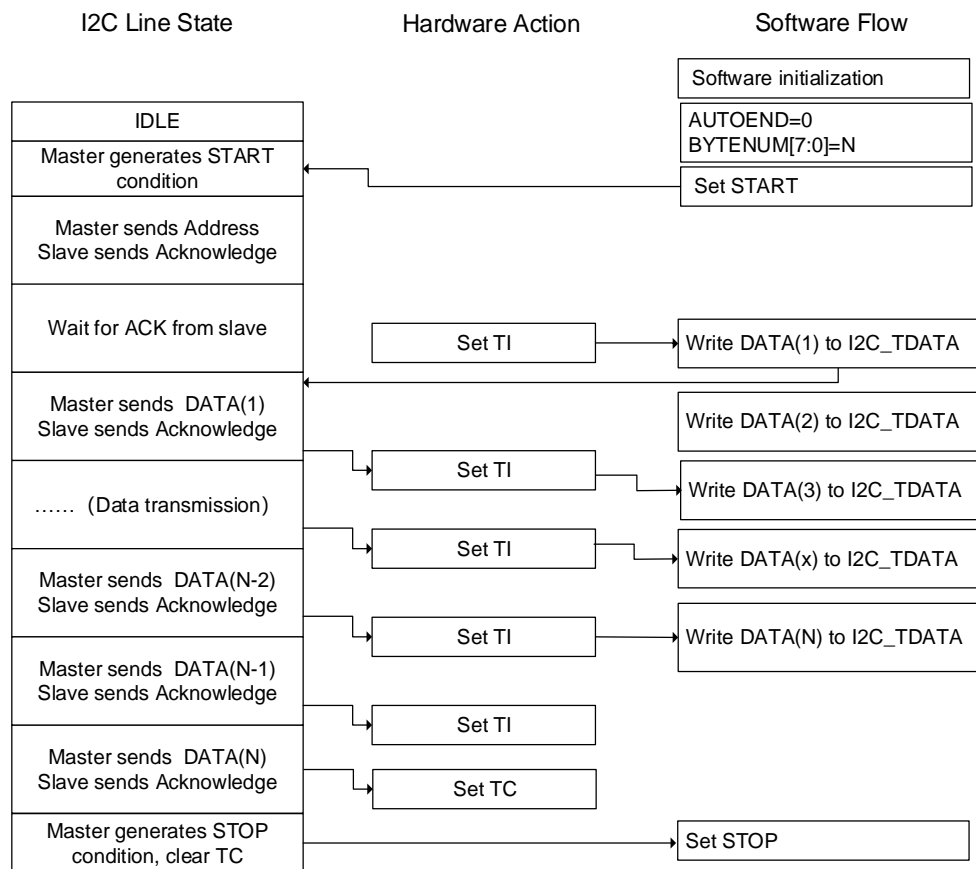 I2C Line State
Hardware Action
Software Flow
Software initialization
IDLE
AUTOEND=0
BYTENUM[7:0]=N
Master generates START
condition
Set START
Master sends Address
Slave sends Acknowledge
Wait for ACK from slave
Set TI
Write DATA(1) to I2C_TDATA
Master sends DATA(1)
Slave sends Acknowledge
Write DATA(2) to I2C_TDATA
Set TI
Write DATA(3) to I2C_TDATA
...... (Data transmission)
Set TI
Write DATA(x) to I2C_TDATA
Master sends DATA(N-2)
Slave sends Acknowledge
Set TI
Write DATA(N) to I2C_TDATA
Master sends DATA(N-1)
Slave sends Acknowledge
Set TI
Master sends DATA(N)
Slave sends Acknowledge
Set TC
Master generates STOP
condition, clear TC
Set STOP